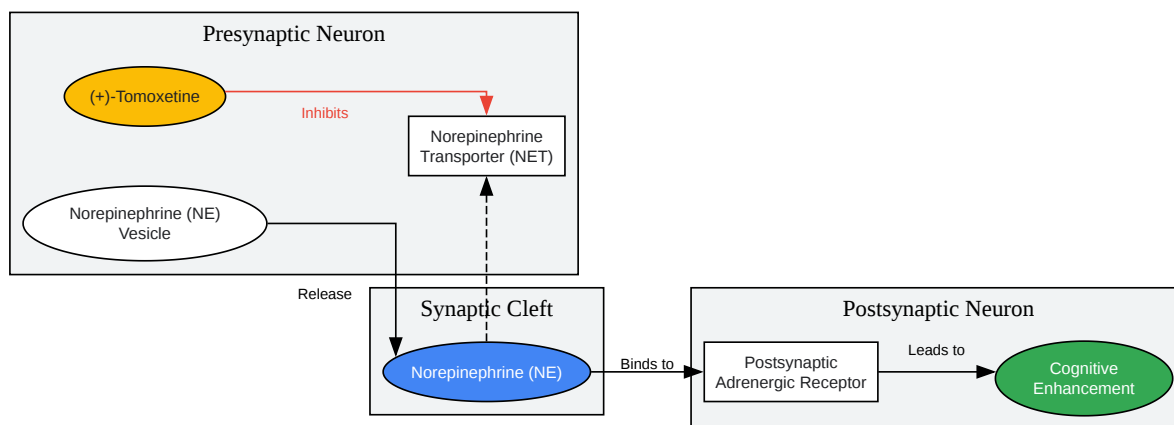 Presynaptic Neuron
(+)-Tomoxetine
Inhibits
Norepinephrine
Transporter (NET)
Norepinephrine (NE)
Vesicle
Release
Synaptic Cleft
Norepinephrine (NE)
Binds to
Postsynaptic Neuron
Postsynaptic
Adrenergic Receptor
Leads to
Cognitive
Enhancement